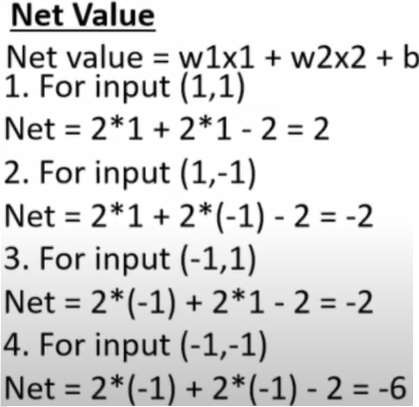 Net Value
Net value = w1x1 + w2x2 + b
1. For input (1,1)
Net = 2*1 + 2*1 - 2 = 2
2. For input (1,-1)
Net = 2*1 + 2*(-1) - 2 = -2
3. For input (-1,1)
Net = 2*(-1) + 2*1 - 2 = -2
4. For input (-1,-1)
Net = 2*(-1) + 2*(-1) - 2 = -6